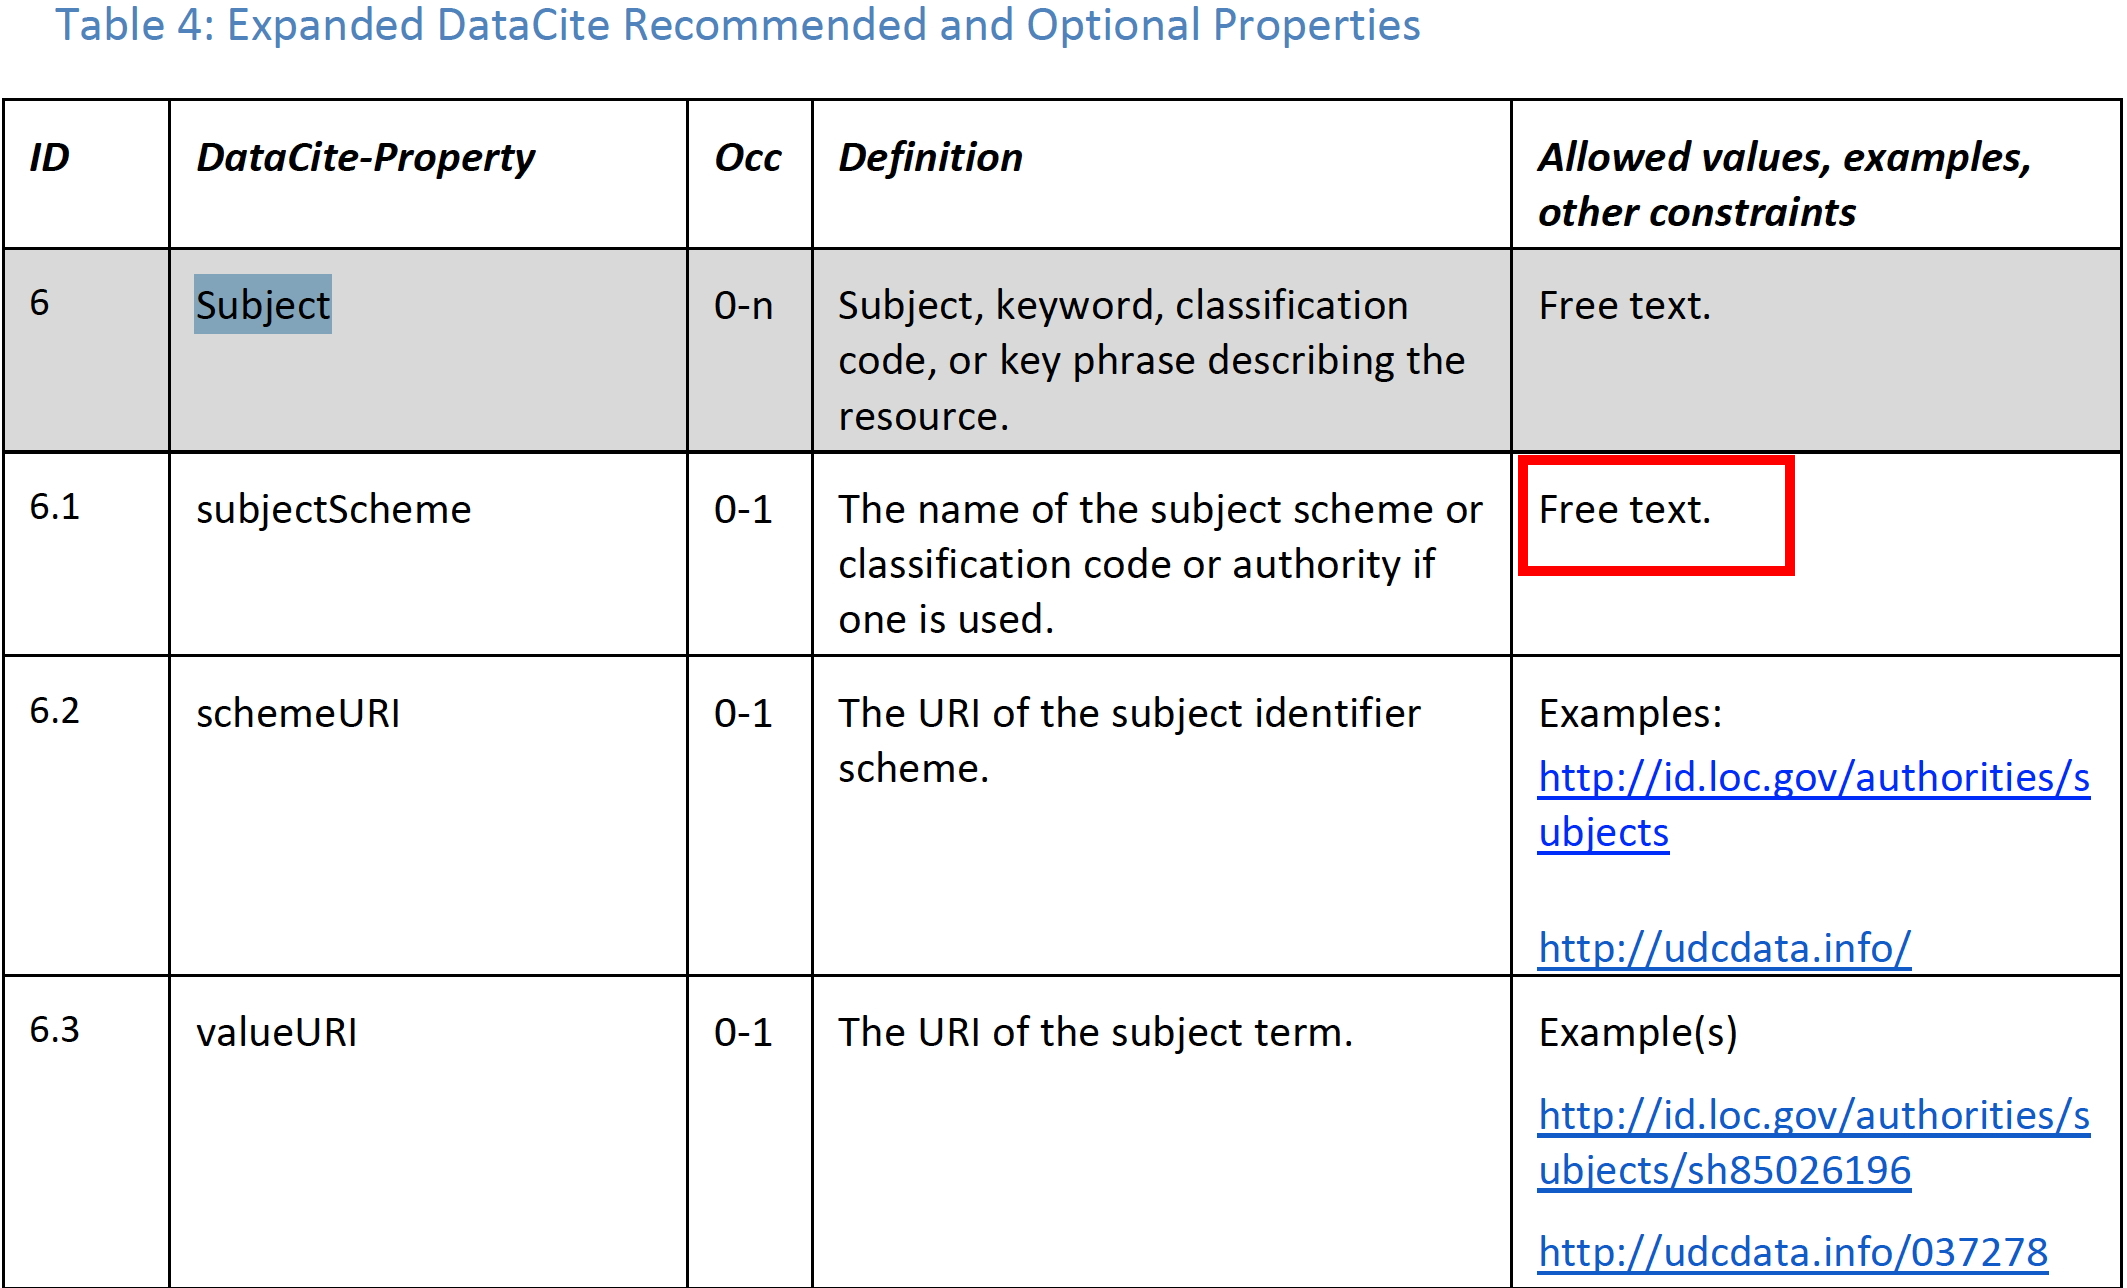 Table 4: Expanded DataCite Recommended and Optional Properties
ID DataCite-Property Occ Definition Allowed values, examples,
other constraints
6 Subject 0-n Subject, keyword, classification Free text.
code, or key phrase describing the
resource.
6.1 subjectScheme 0-1 The name of the subject scheme or Free text.
classification code or authority if
one is used.
6.2 schemeURI 0-1 The URI of the subject identifier Examples:
scheme. http://id.loc.gov/authorities/s
ubjects
http://udcdata.info/
6.3 valueURI 0-1 The URI of the subject term. Example(s)
http://id.loc.gov/authorities/s
ubjects/sh85026196
http://udcdata.info/037278